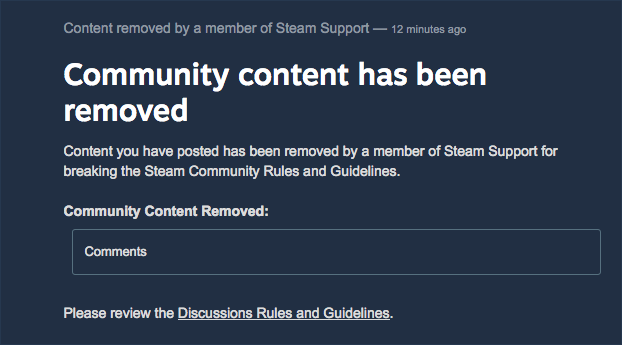 Content removed by a member of Steam Support — 12 minutes ago
Community content has been
removed
Content you have posted has been removed by a member of Steam Support for
breaking the Steam Community Rules and Guidelines.
Community Content Removed:
Comments
Please review the Discussions Rules and Guidelines.